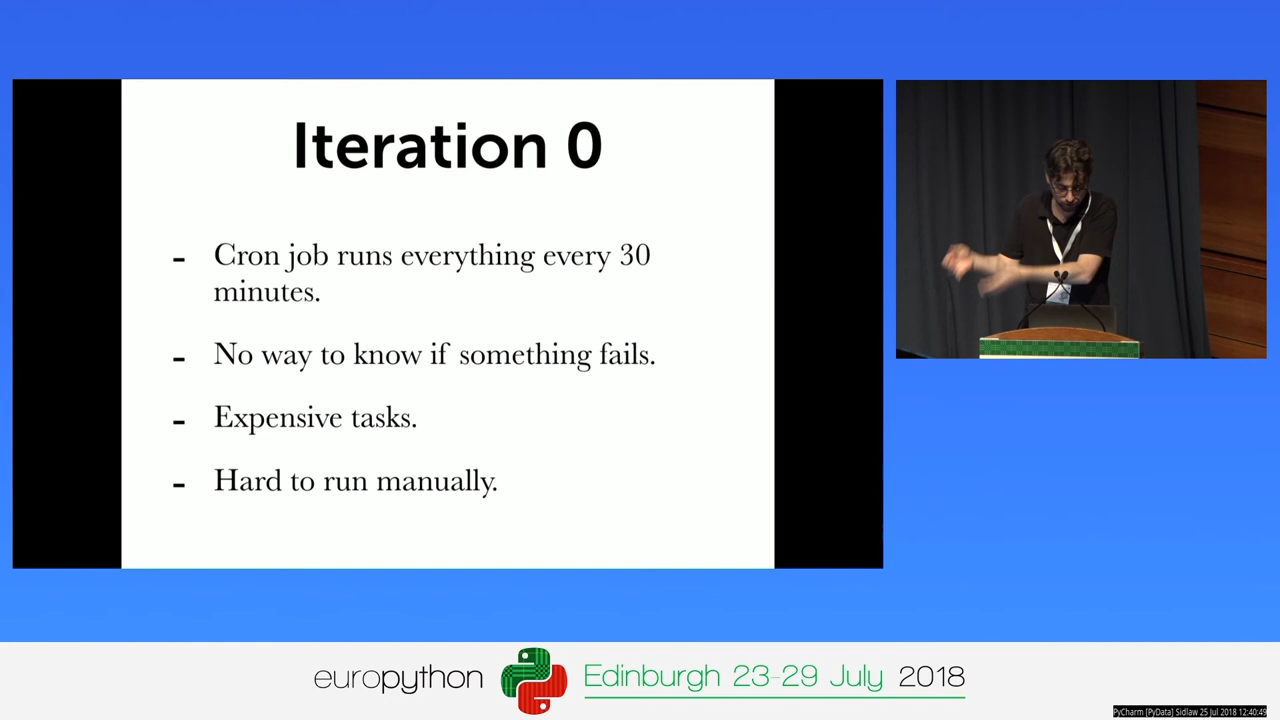 Iteration 0
- Cron job runs everything every 30
minutes.
- No way to know if something fails.
- Expensive tasks.
- Hard to run manually.
europython Edinburgh 23-29 July 2018
PyCharm [PyData] Sidlaw 25 Jul 2018 12:40:49